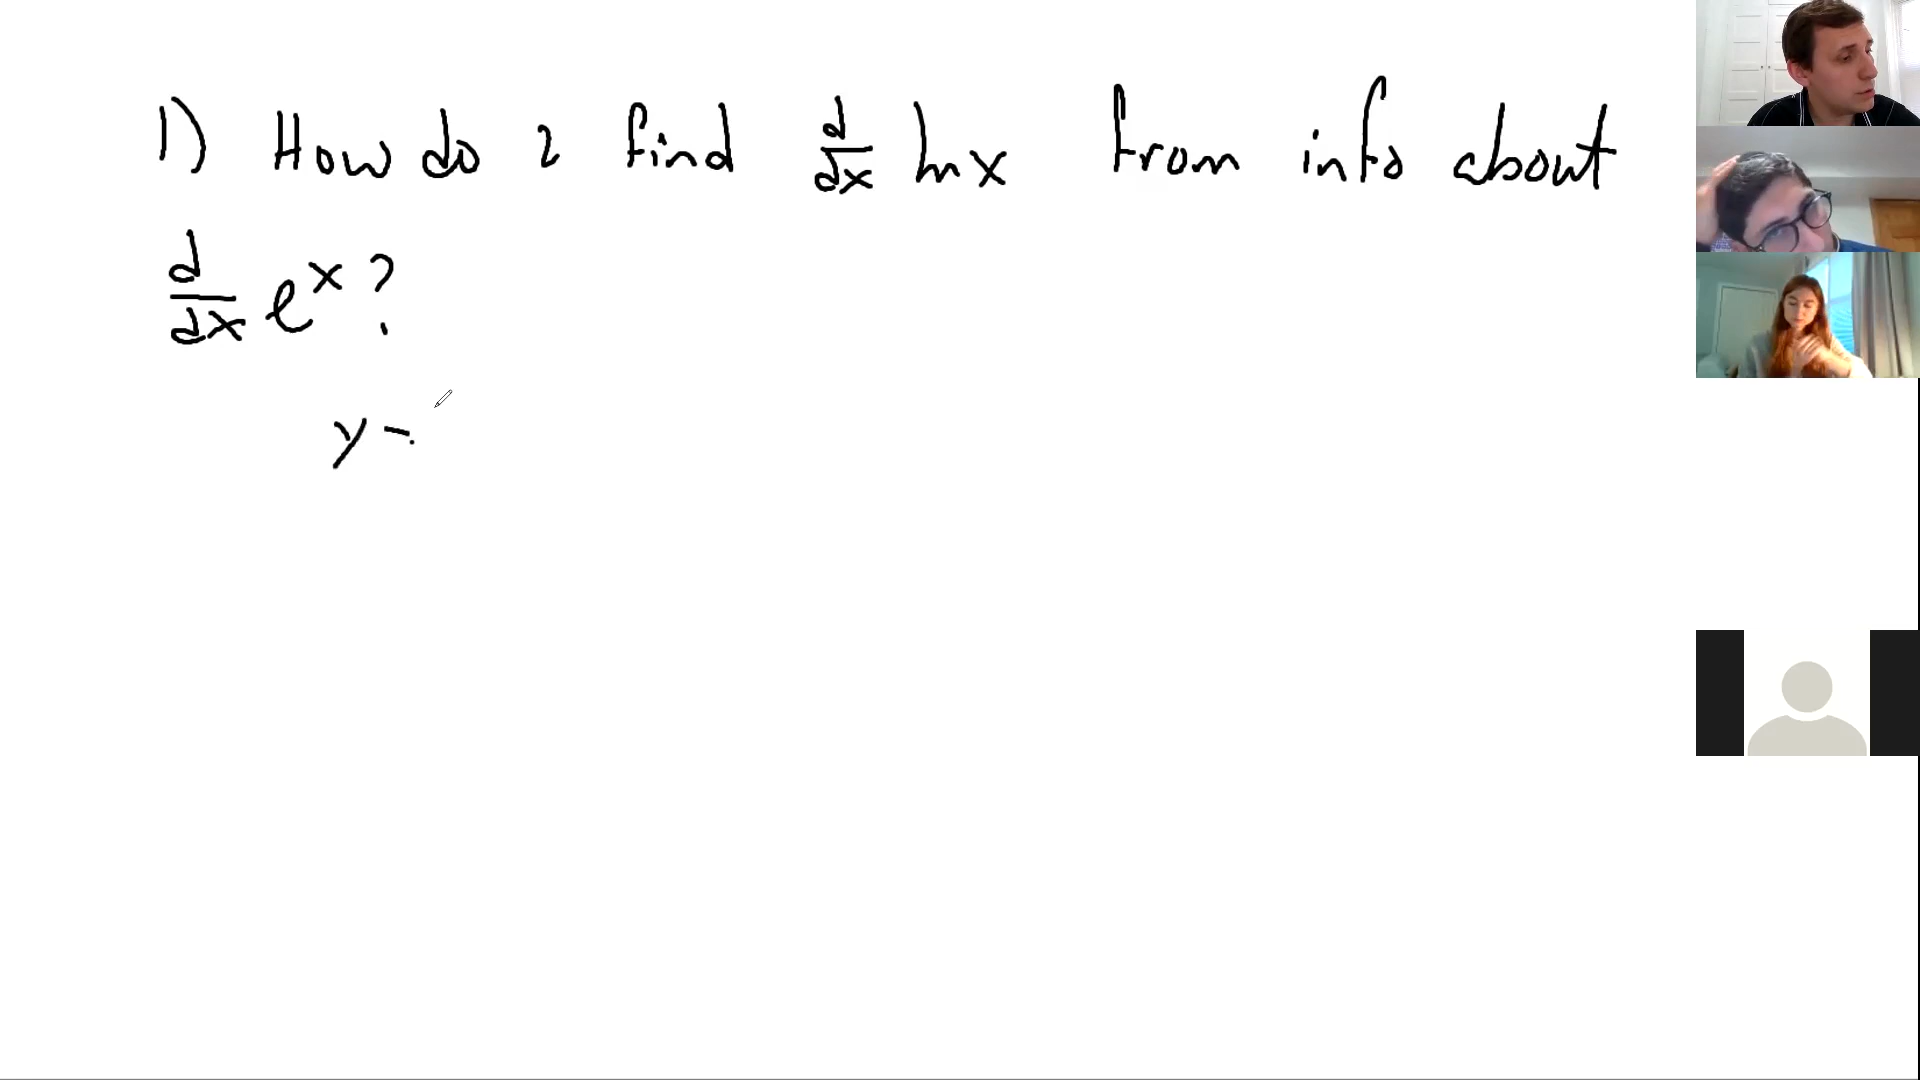 1) How do I find d/dx ln x from info about
d/dx e^x ?
y =